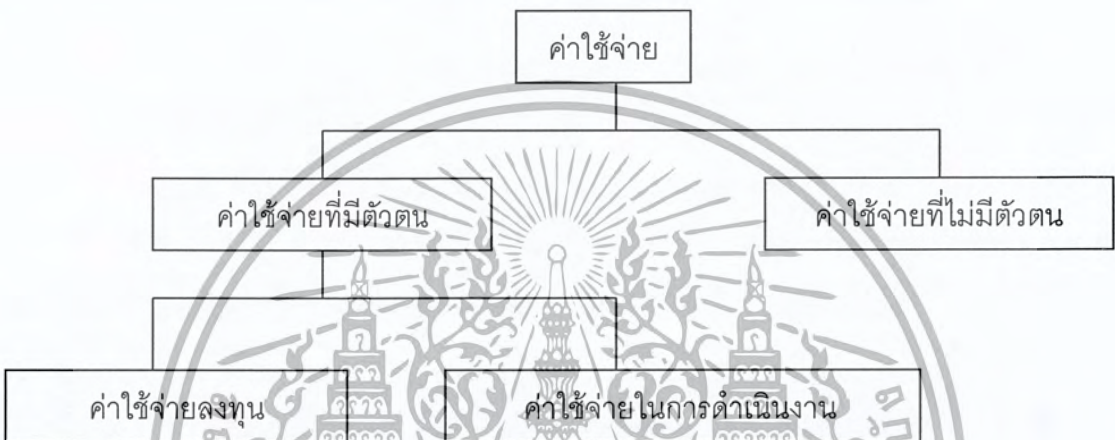 ค่าใช้จ่าย
ค่าใช้จ่ายที่มีตัวตน
ค่าใช้จ่ายที่ไม่มีตัวตน
ค่าใช้จ่ายลงทุน
ค่าใช้จ่ายในการดำเนินงาน